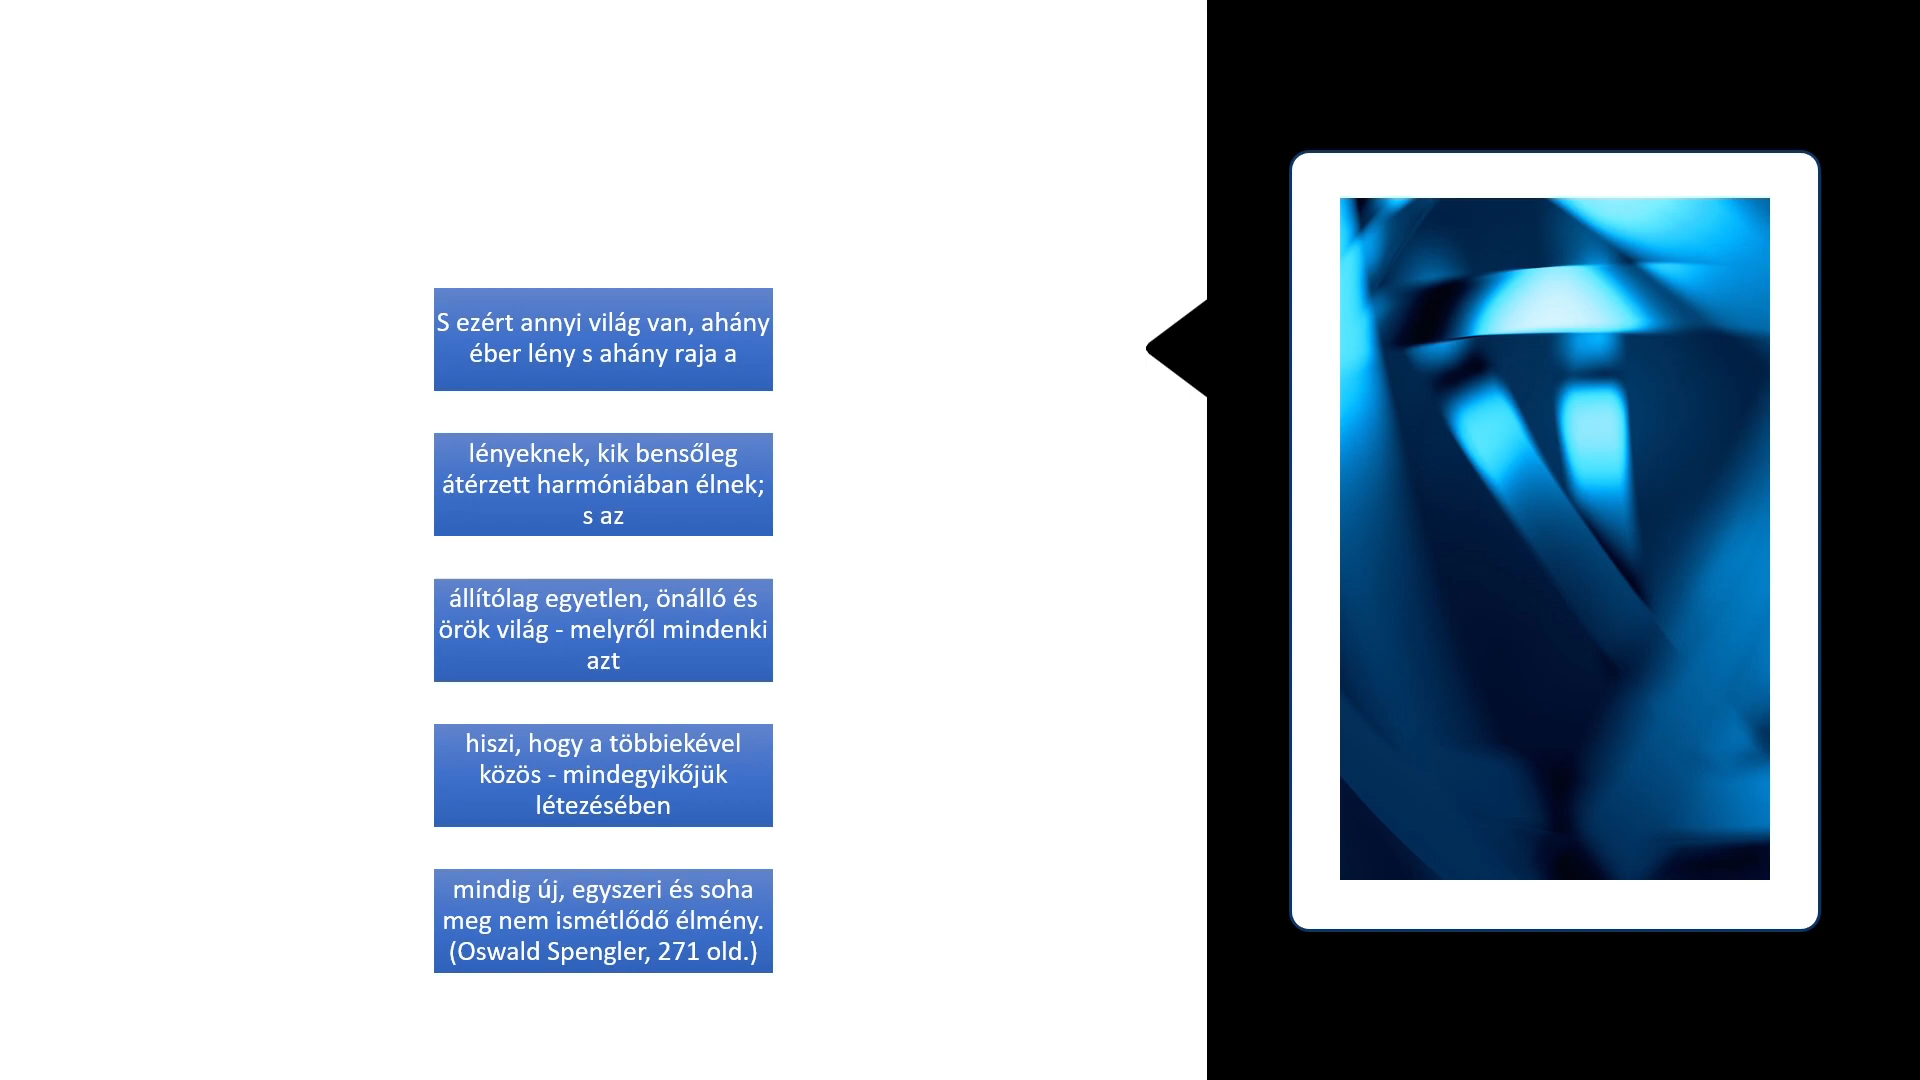 S ezért annyi világ van, ahány
éber lény s ahány raja a
lényeknek, kik bensőleg
átérzett harmóniában élnek;
s az
állítólag egyetlen, önálló és
örök világ - melyről mindenki
azt
hiszi, hogy a többiekével
közös - mindegyikőjük
létezésében
mindig új, egyszeri és soha
meg nem ismétlődő élmény.
(Oswald Spengler, 271 old.)